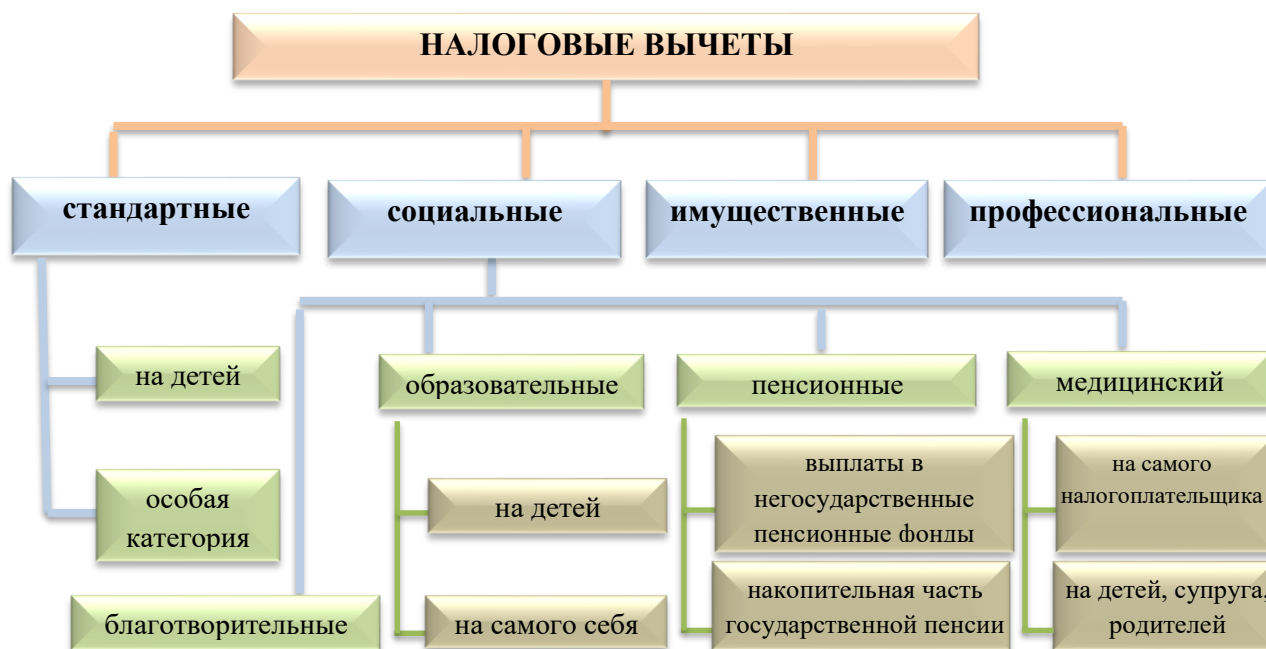 НАЛОГОВЫЕ ВЫЧЕТЫ
стандартные
социальные
имущественные
профессиональные
на детей
особая
категория
благотворительные
образовательные
на детей
на самого себя
пенсионные
выплаты в
негосударственные
пенсионные фонды
накопительная часть
государственной пенсии
медицинский
на самого
налогоплательщика
на детей, супруга,
родителей